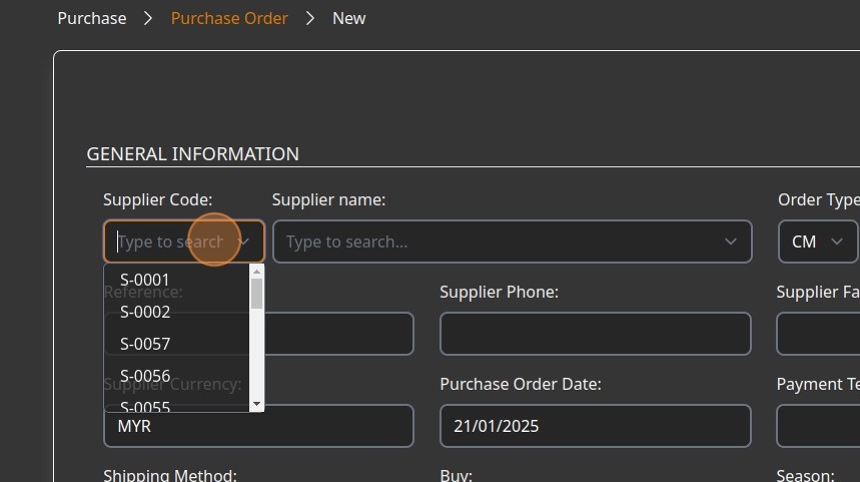 Purchase > Purchase Order > New
GENERAL INFORMATION
Supplier Code: Supplier name: Order Type
Type to search Type to search... CM
S-0001
Reference: Supplier Phone: Supplier Fa
S-0002
S-0057
S-0056
Supplier Currency: Purchase Order Date: Payment Te
S-0055
MYR 21/01/2025
Shipping Method: Buy: Season: